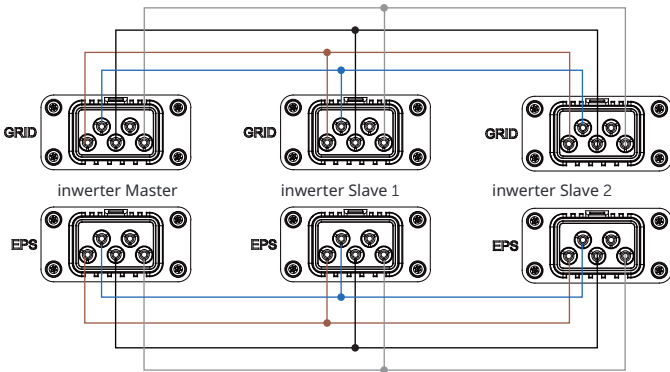 GRID GRID GRID
inwerter Master inwerter Slave 1 inwerter Slave 2
EPS EPS EPS